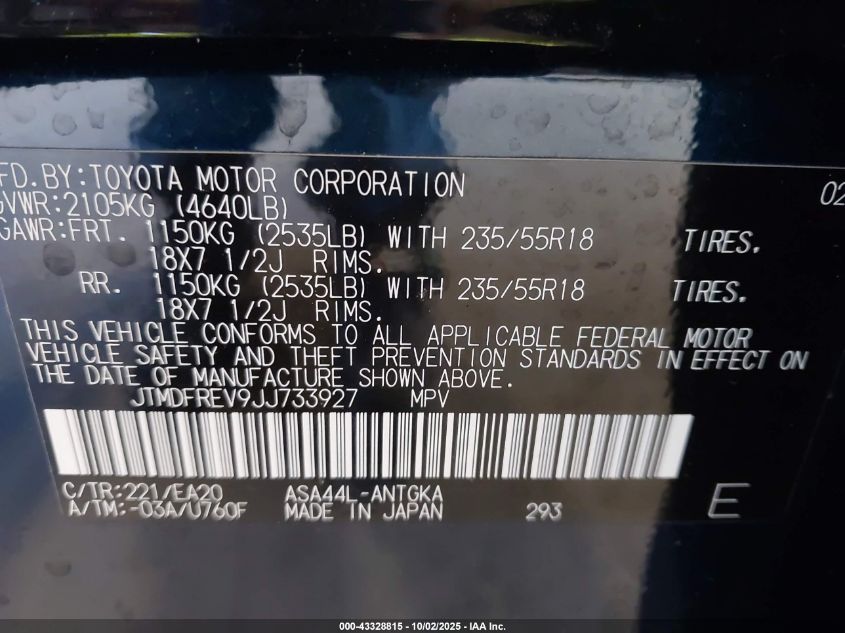 FD.BY:TOYOTA MOTOR CORPORATION 02
GVWR:2105KG (4640LB)
GAWR:FRT. 1150KG (2535LB) WITH 235/55R18 TIRES.
18X7 1/2J RIMS.
RR. 1150KG (2535LB) WITH 235/55R18 TIRES.
18X7 1/2J RIMS.
THIS VEHICLE CONFORMS TO ALL APPLICABLE FEDERAL MOTOR
VEHICLE SAFETY AND THEFT PREVENTION STANDARDS IN EFFECT ON
THE DATE OF MANUFACTURE SHOWN ABOVE.
JTMDFREV9JJ733927 MPV
C/TR:221/EA20 ASA44L-ANTGKA
A/TM:-03A/U760F MADE IN JAPAN 293 E
000-43328815 - 10/02/2025 - IAA Inc.